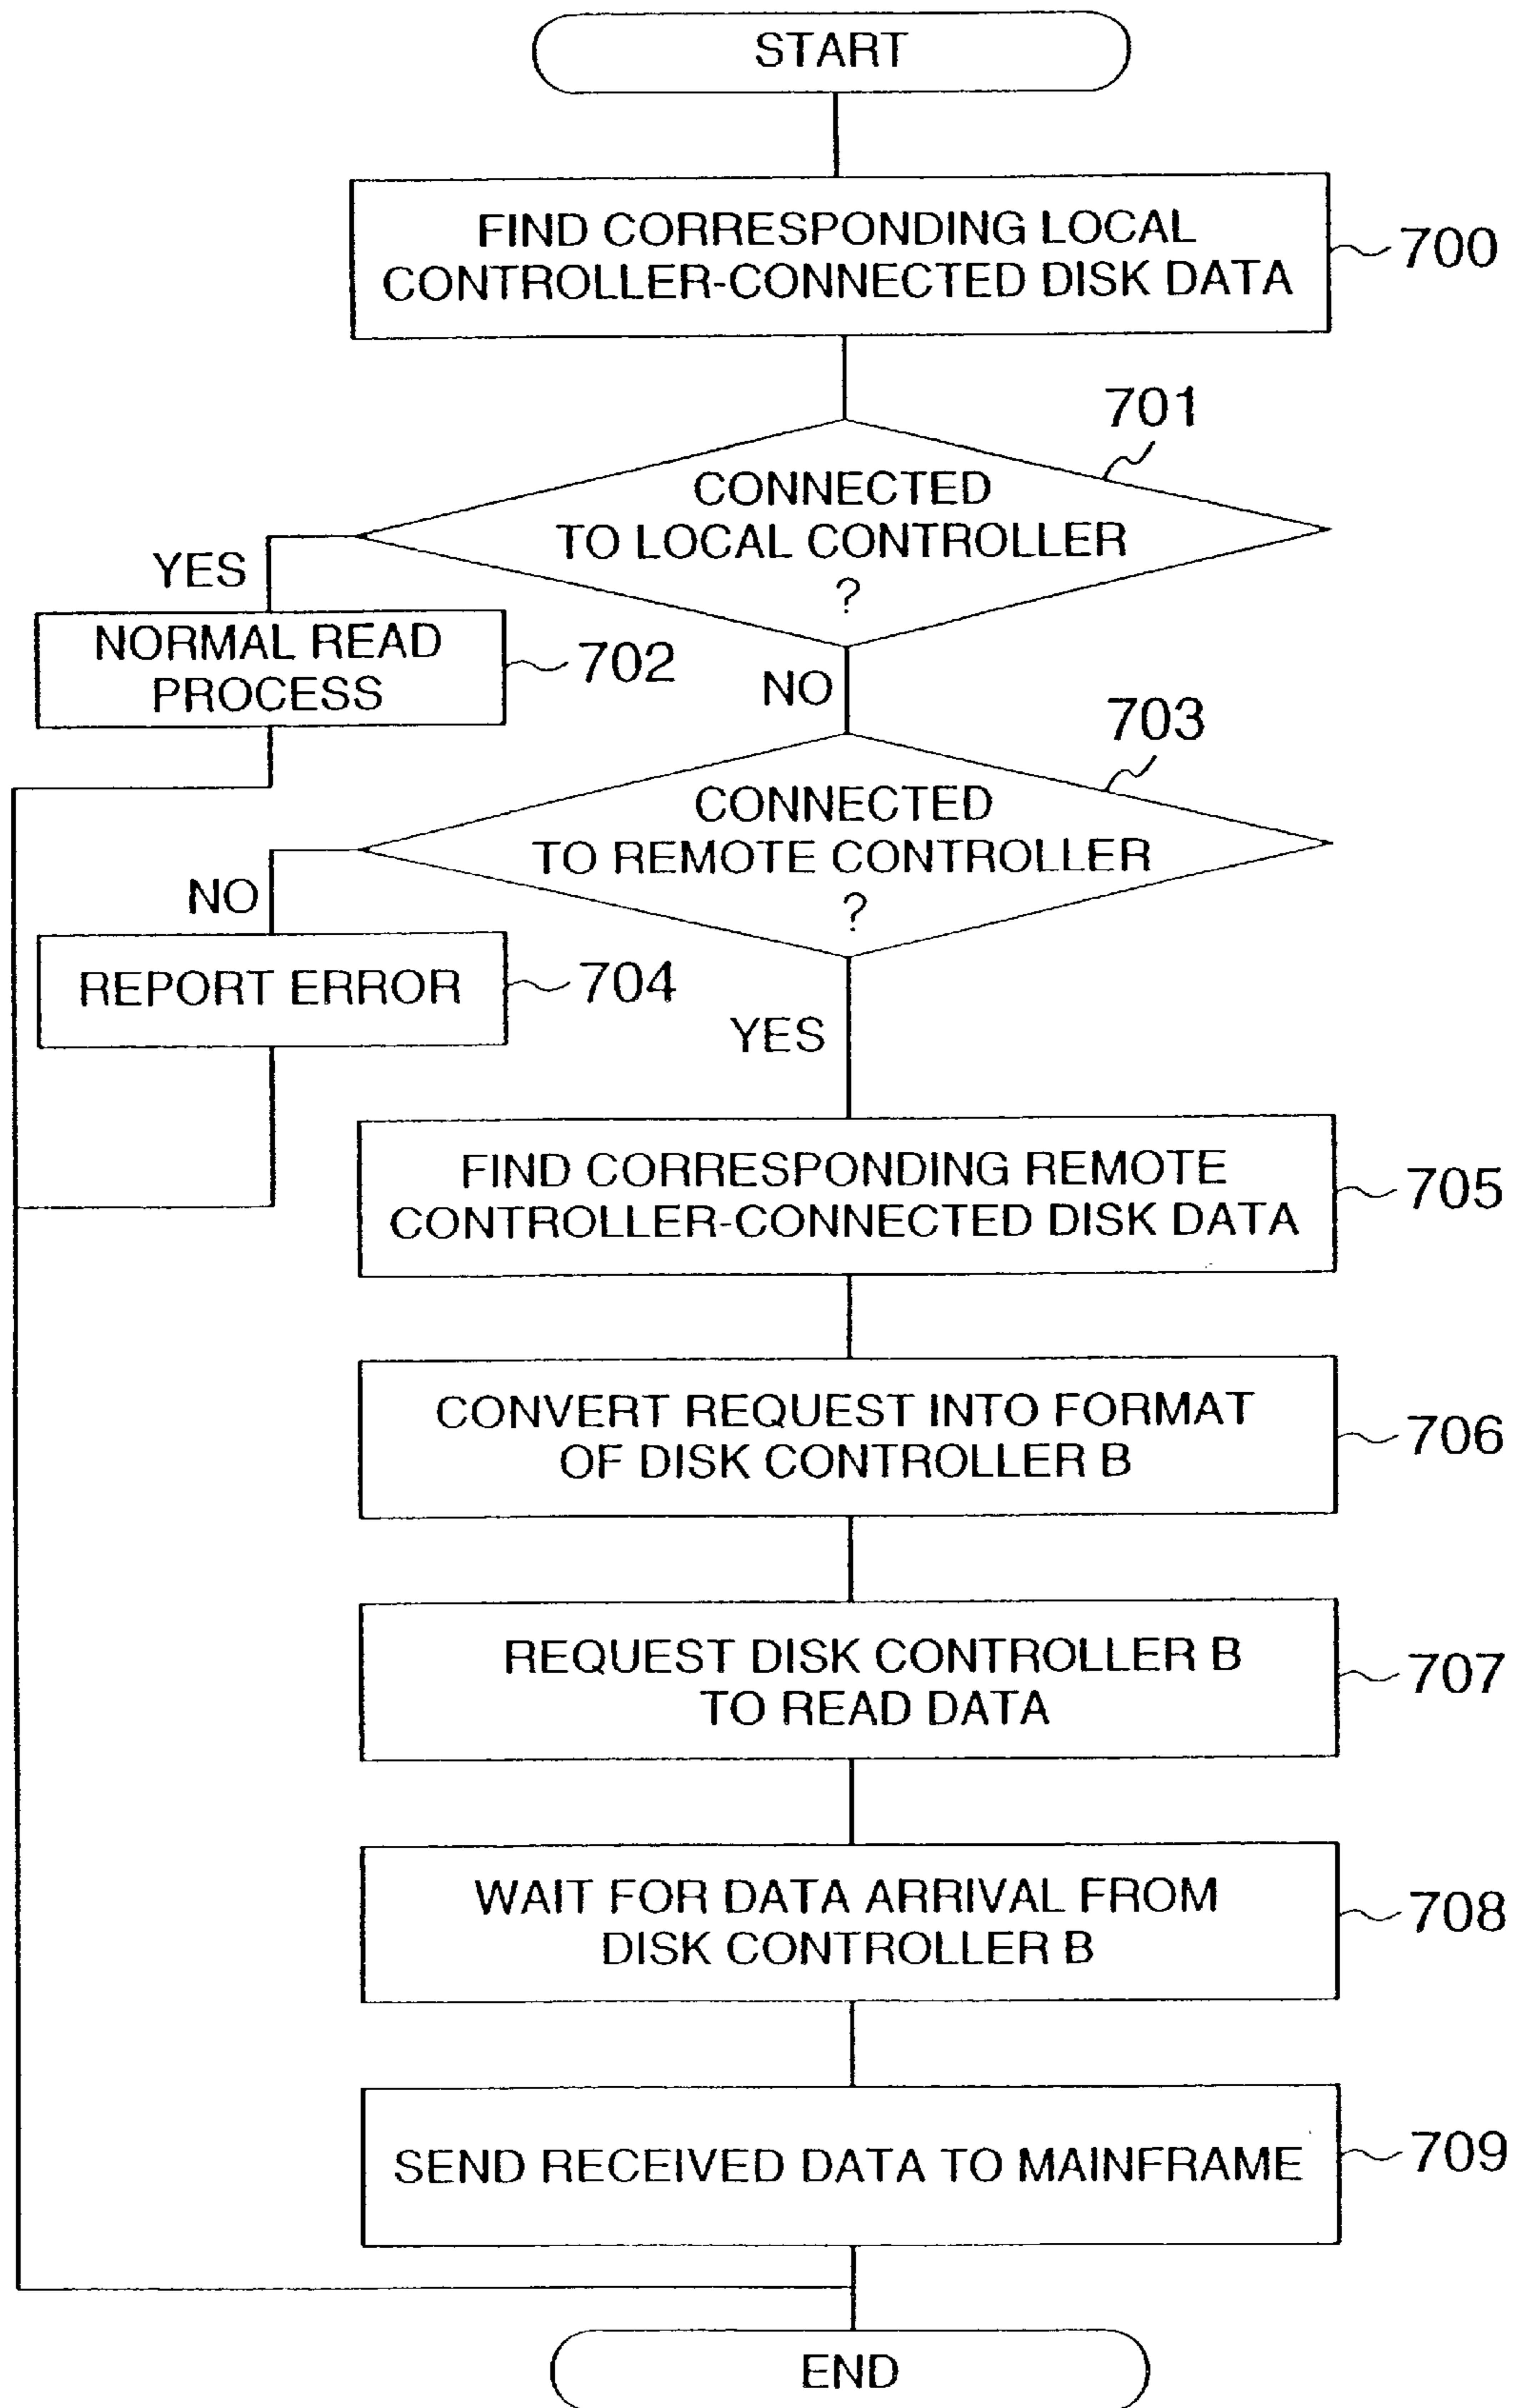 START
FIND CORRESPONDING LOCAL
CONTROLLER-CONNECTED DISK DATA
700
701
CONNECTED
TO LOCAL CONTROLLER
?
YES
NORMAL READ
PROCESS
702
NO
703
CONNECTED
TO REMOTE CONTROLLER
?
NO
REPORT ERROR
704
YES
FIND CORRESPONDING REMOTE
CONTROLLER-CONNECTED DISK DATA
705
CONVERT REQUEST INTO FORMAT
OF DISK CONTROLLER B
706
REQUEST DISK CONTROLLER B
TO READ DATA
707
WAIT FOR DATA ARRIVAL FROM
DISK CONTROLLER B
708
SEND RECEIVED DATA TO MAINFRAME
709
END